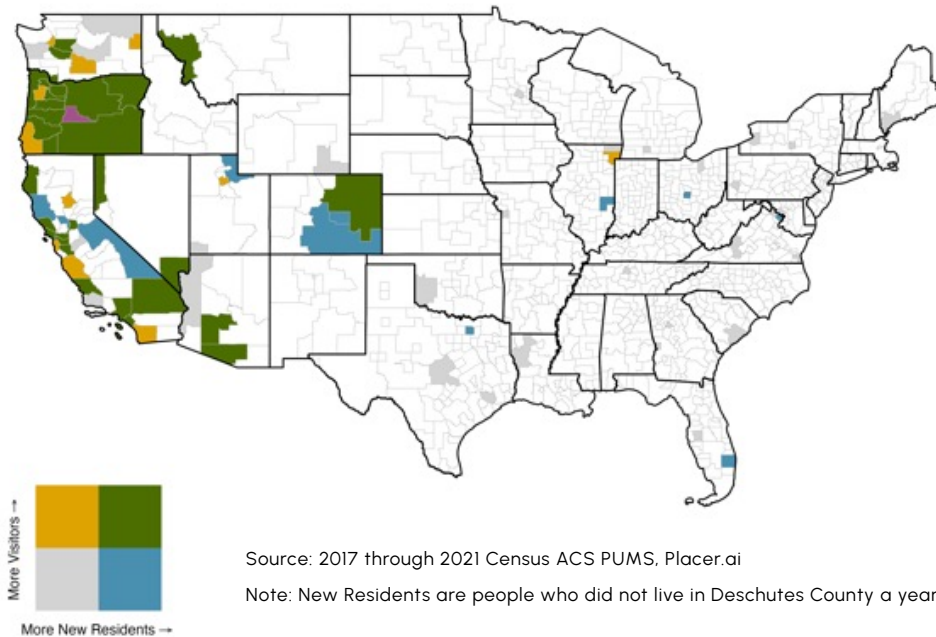 More Visitors →
More New Residents →
Source: 2017 through 2021 Census ACS PUMS, Placer.ai
Note: New Residents are people who did not live in Deschutes County a year